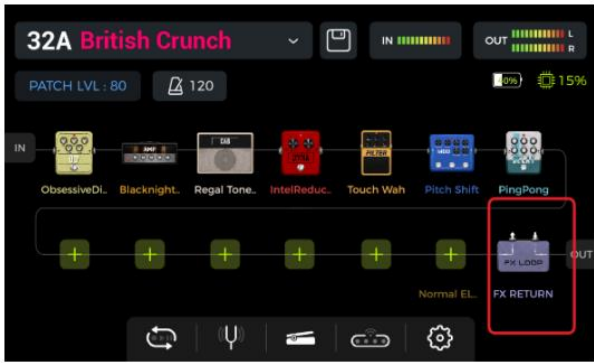 32A British Crunch
IN
OUT
L
R
PATCH LVL : 80
120
40%
15%
IN
AMP
CAB
FILTER
ObsessiveDi..
Blacknight..
Regal Tone..
IntelReduc..
Touch Wah
Pitch Shift
PingPong
FX LOOP
OUT
Normal EL..
FX RETURN